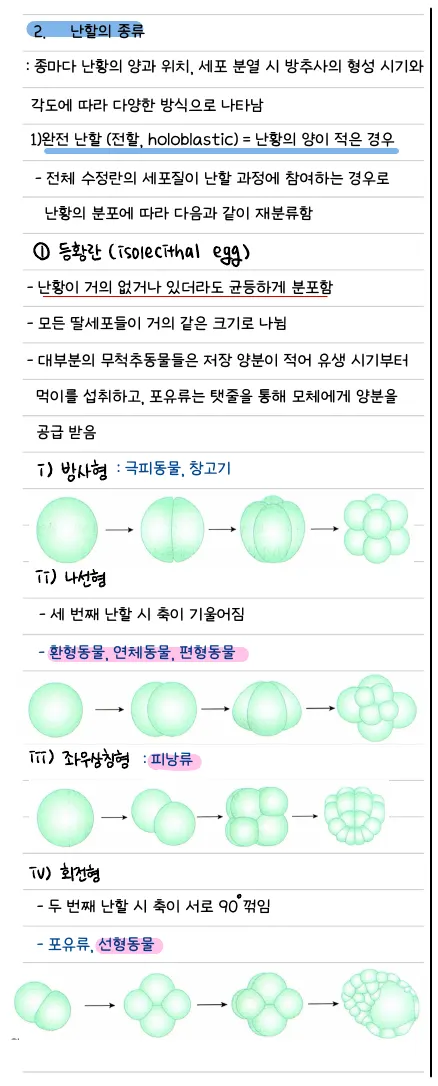 2. 난할의 종류
: 종마다 난황의 양과 위치, 세포 분열 시 방추사의 형성 시기와
각도에 따라 다양한 방식으로 나타남
1)완전 난할 (전할, holoblastic) = 난황의 양이 적은 경우
- 전체 수정란의 세포질이 난할 과정에 참여하는 경우로
난황의 분포에 따라 다음과 같이 재분류함
① 등황란 (isolecithal egg)
- 난황이 거의 없거나 있더라도 균등하게 분포함
- 모든 딸세포들이 거의 같은 크기로 나뉨
- 대부분의 무척추동물들은 저장 양분이 적어 유생 시기부터
먹이를 섭취하고, 포유류는 탯줄을 통해 모체에게 양분을
공급 받음
i) 방사형 : 극피동물, 창고기
ii) 나선형
- 세 번째 난할 시 축이 기울어짐
- 환형동물, 연체동물, 편형동물
iii) 좌우상칭형 : 피낭류
iv) 회전형
- 두 번째 난할 시 축이 서로 90° 꺾임
- 포유류, 선형동물